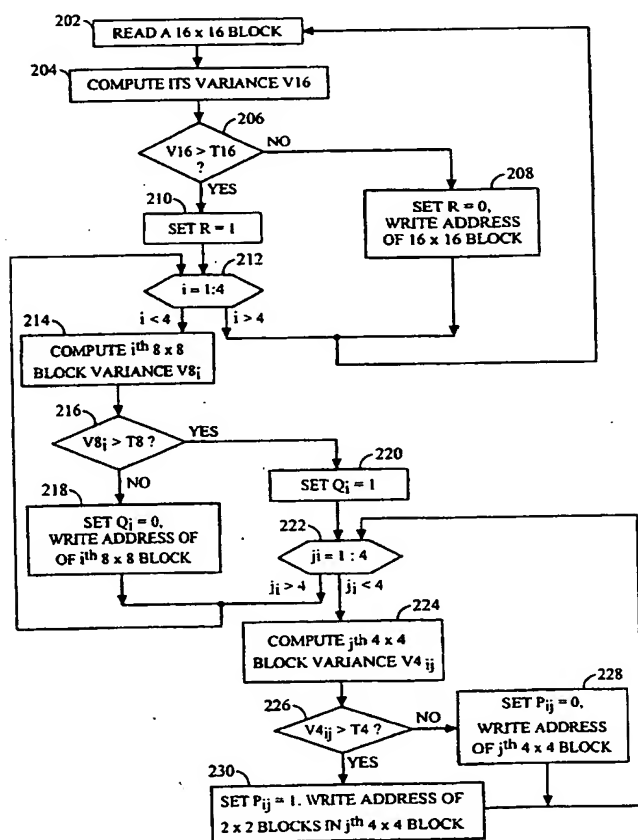 202
READ A 16 x 16 BLOCK
204
COMPUTE ITS VARIANCE V16
206
V16 > T16
?
NO
YES
208
SET R = 0,
WRITE ADDRESS
OF 16 x 16 BLOCK
210
SET R = 1
212
i = 1:4
i < 4
i > 4
214
COMPUTE ith 8 x 8
BLOCK VARIANCE V8i
216
V8i > T8 ?
YES
NO
218
SET Qi = 0,
WRITE ADDRESS OF
OF ith 8 x 8 BLOCK
220
SET Qi = 1
222
ji = 1 : 4
ji > 4
ji < 4
224
COMPUTE jth 4 x 4
BLOCK VARIANCE V4 ij
226
V4ij > T4 ?
NO
YES
228
SET Pij = 0,
WRITE ADDRESS
OF jth 4 x 4 BLOCK
230
SET Pij = 1. WRITE ADDRESS OF
2 x 2 BLOCKS IN jth 4 x 4 BLOCK